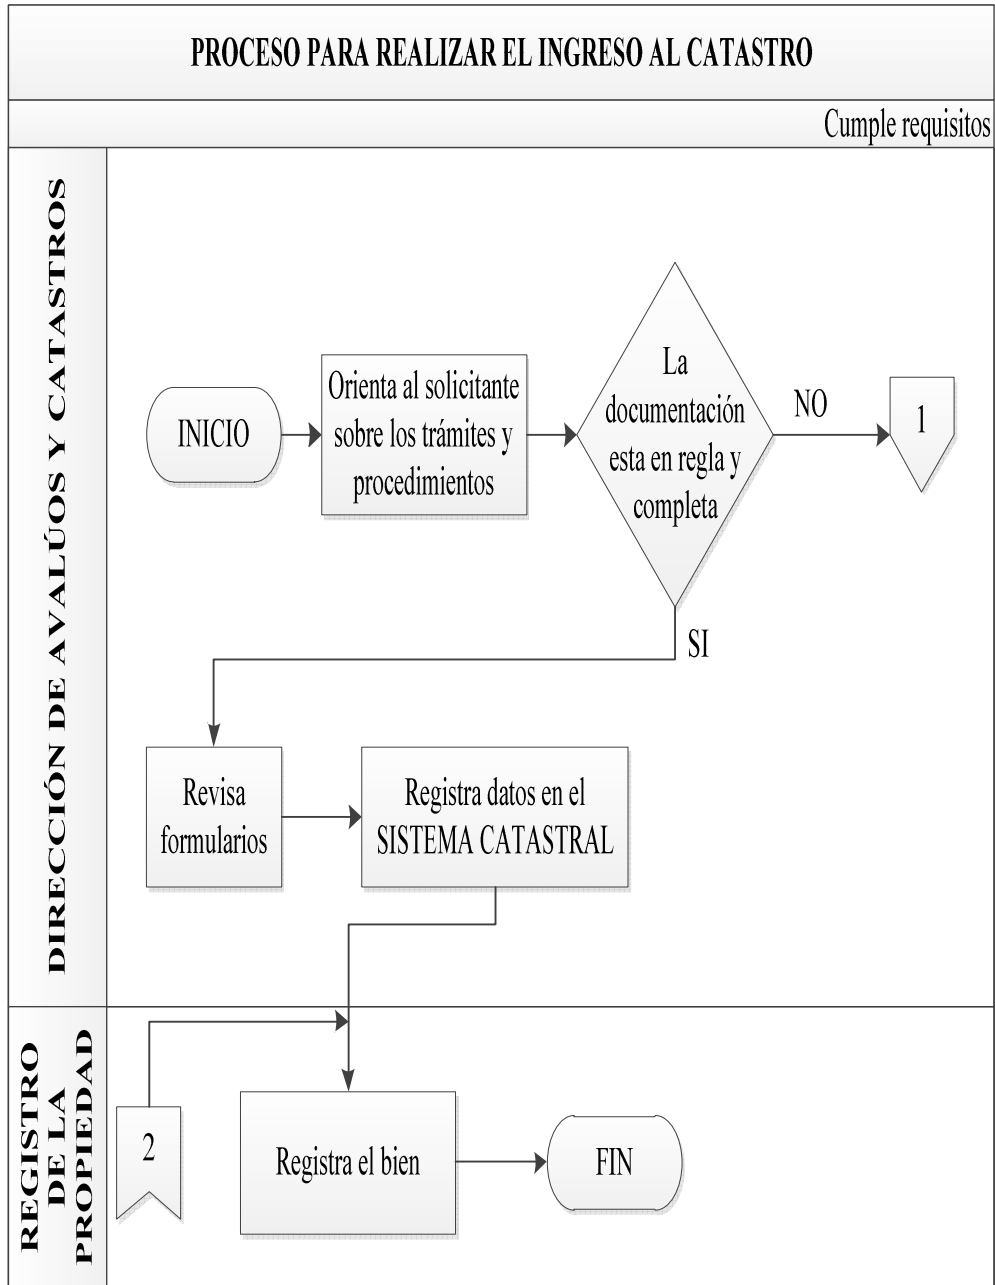 PROCESO PARA REALIZAR EL INGRESO AL CATASTRO
Cumple requisitos
DIRECCIÓN DE AVALÚOS Y CATASTROS
INICIO
Orienta al solicitante
sobre los trámites y
procedimientos
La
documentación
esta en regla y
completa
NO
1
SI
Revisa
formularios
Registra datos en el
SISTEMA CATASTRAL
REGISTRO
DE LA
PROPIEDAD
2
Registra el bien
FIN